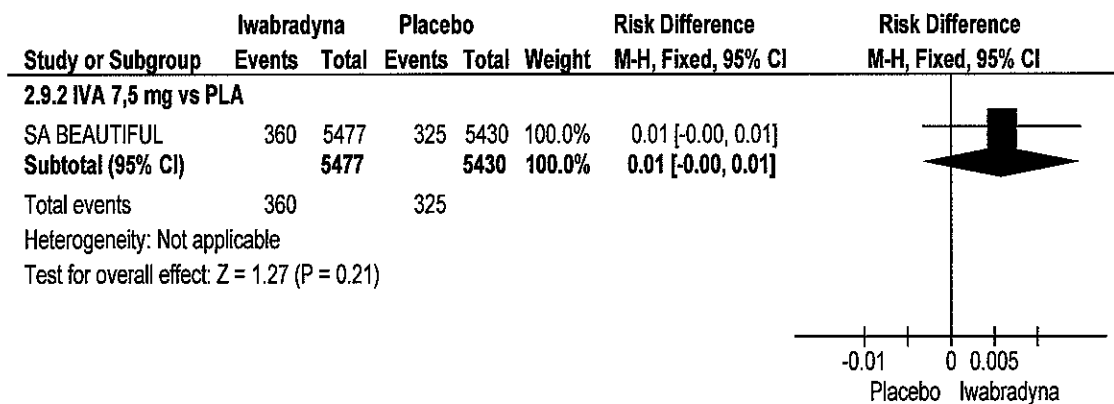 Iwabradyna Placebo Risk Difference Risk Difference
Study or Subgroup Events Total Events Total Weight M-H, Fixed, 95% CI M-H, Fixed, 95% CI
2.9.2 IVA 7,5 mg vs PLA
SA BEAUTIFUL 360 5477 325 5430 100.0% 0.01 [-0.00, 0.01]
Subtotal (95% CI) 5477 5430 100.0% 0.01 [-0.00, 0.01]
Total events 360 325
Heterogeneity: Not applicable
Test for overall effect: Z = 1.27 (P = 0.21)
-0.01 0 0.005
Placebo Iwabradyna